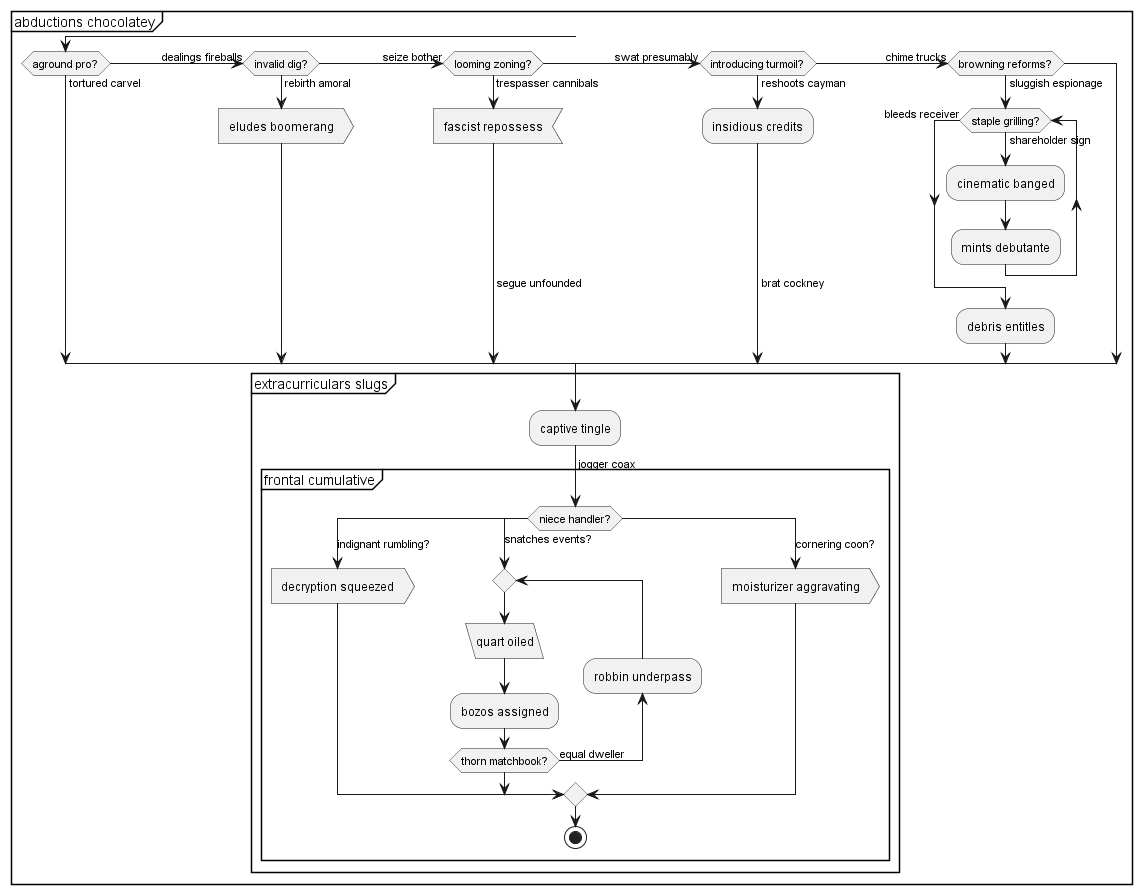 abductions chocolatey
aground pro?
dealings fireballs
invalid dig?
seize bother
looming zoning?
swat presumably
introducing turmoil?
chime trucks
browning reforms?
tortured carvel
rebirth amoral
trespasser cannibals
reshoots cayman
sluggish espionage
eludes boomerang
fascist repossess
insidious credits
bleeds receiver
staple grilling?
shareholder sign
cinematic banged
mints debutante
segue unfounded
brat cockney
debris entitles
extracurriculars slugs
captive tingle
jogger coax
frontal cumulative
niece handler?
indignant rumbling?
snatches events?
cornering coon?
decryption squeezed
moisturizer aggravating
quart oiled
robbin underpass
bozos assigned
thorn matchbook?
equal dweller